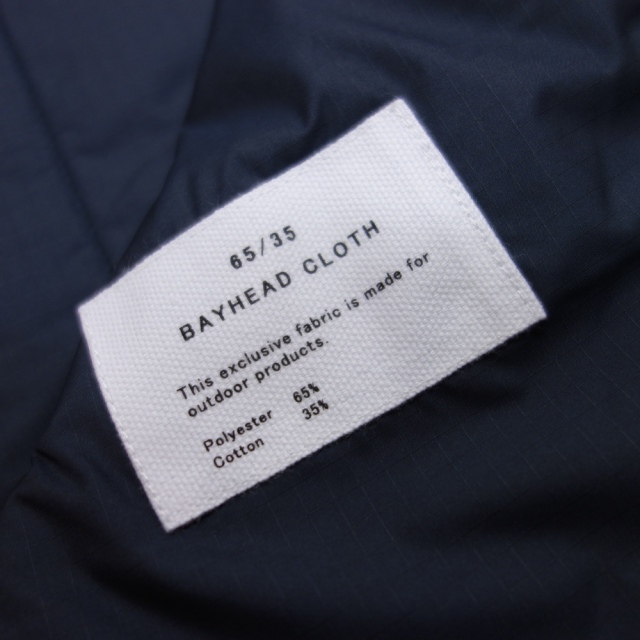 65/35
BAYHEAD CLOTH
This exclusive fabric is made for
outdoor products.
Polyester 65%
Cotton 35%